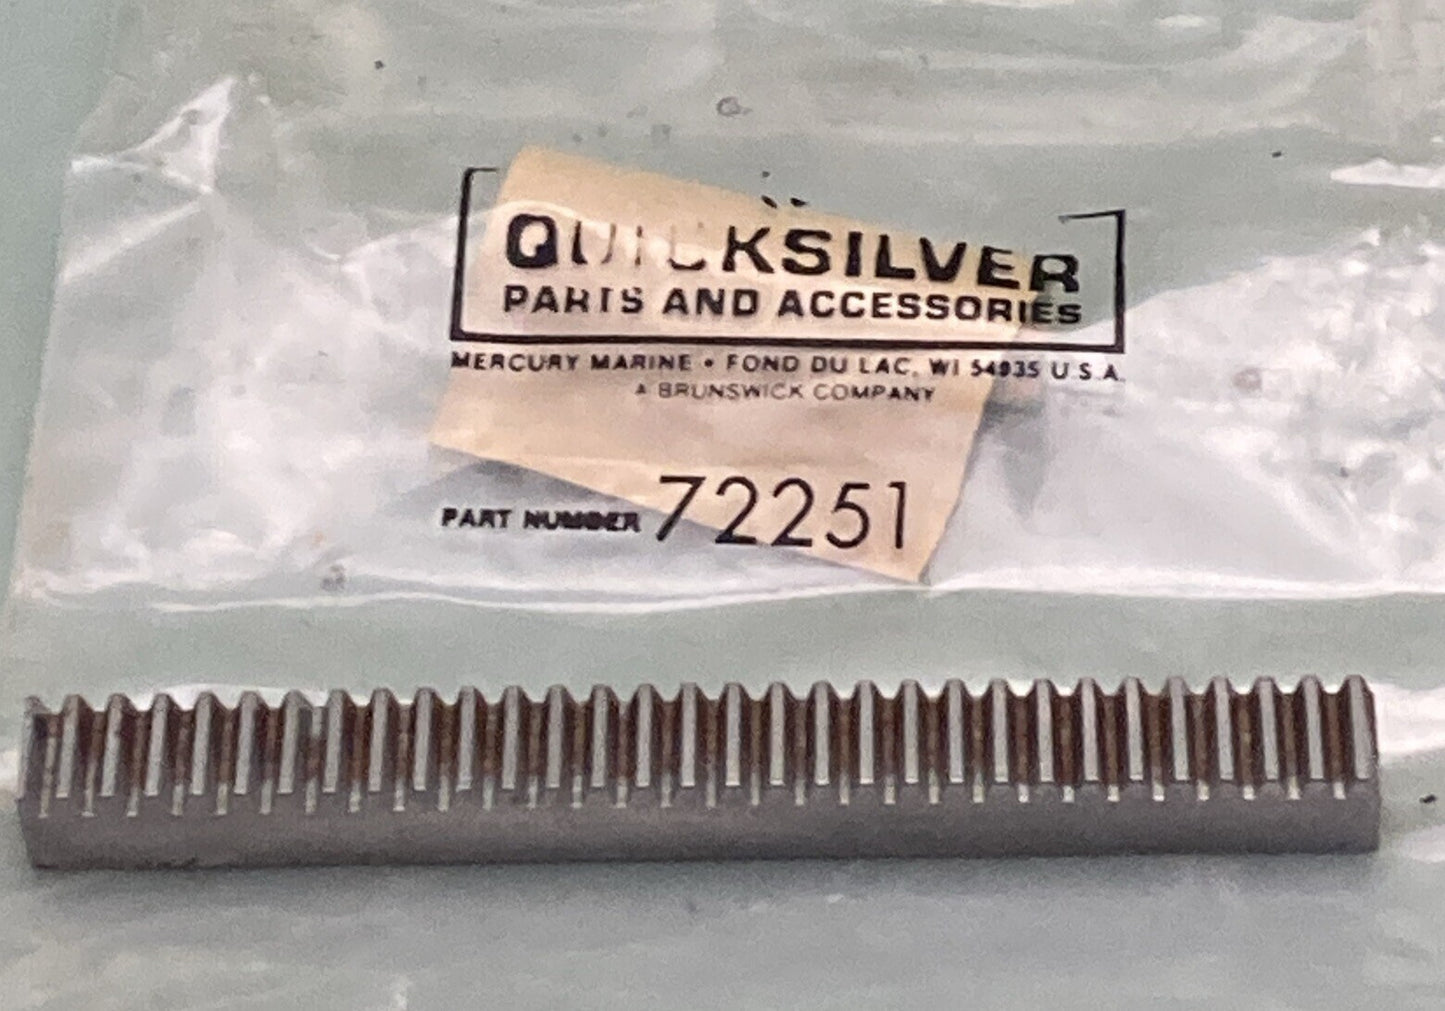 QUICKSILVER
PARTS AND ACCESSORIES
MERCURY MARINE • FOND DU LAC, WI 54935 U.S.A.
A BRUNSWICK COMPANY
PART NUMBER 72251